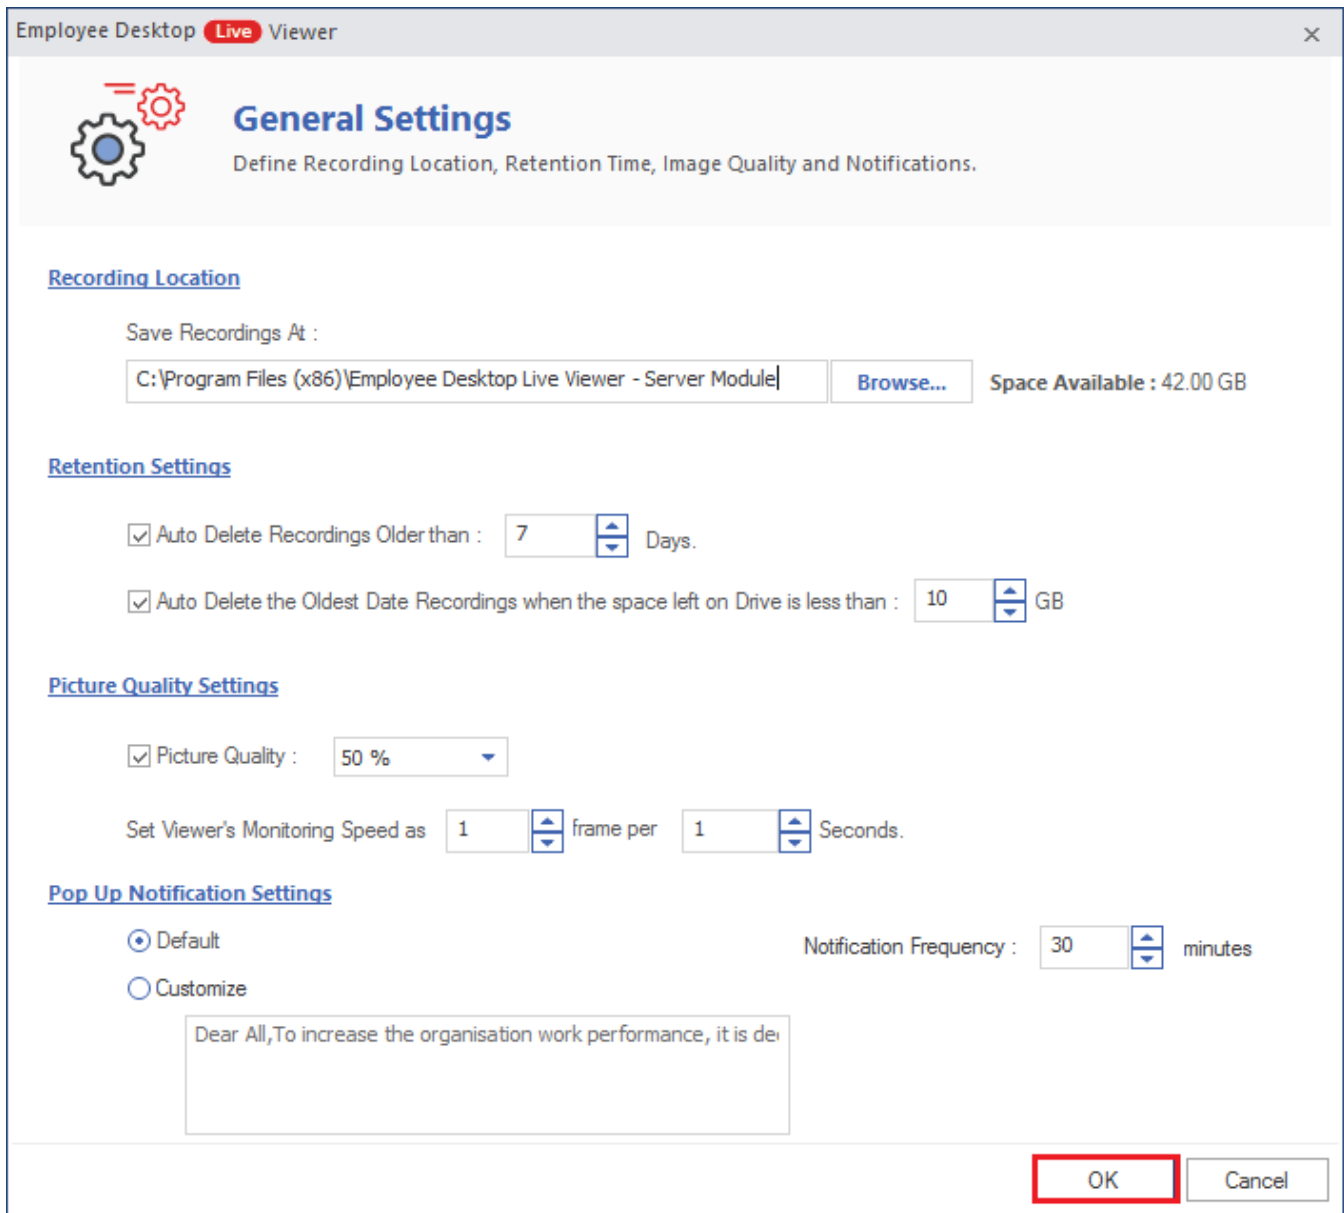 Employee Desktop Live Viewer
General Settings
Define Recording Location, Retention Time, Image Quality and Notifications.
Recording Location
Save Recordings At :
C:\Program Files (x86)\Employee Desktop Live Viewer - Server Module Browse... Space Available : 42.00 GB
Retention Settings
Auto Delete Recordings Older than : 7 Days.
Auto Delete the Oldest Date Recordings when the space left on Drive is less than : 10 GB
Picture Quality Settings
Picture Quality : 50 %
Set Viewer's Monitoring Speed as 1 frame per 1 Seconds.
Pop Up Notification Settings
Default Notification Frequency : 30 minutes
Customize
Dear All,To increase the organisation work performance, it is
OK Cancel